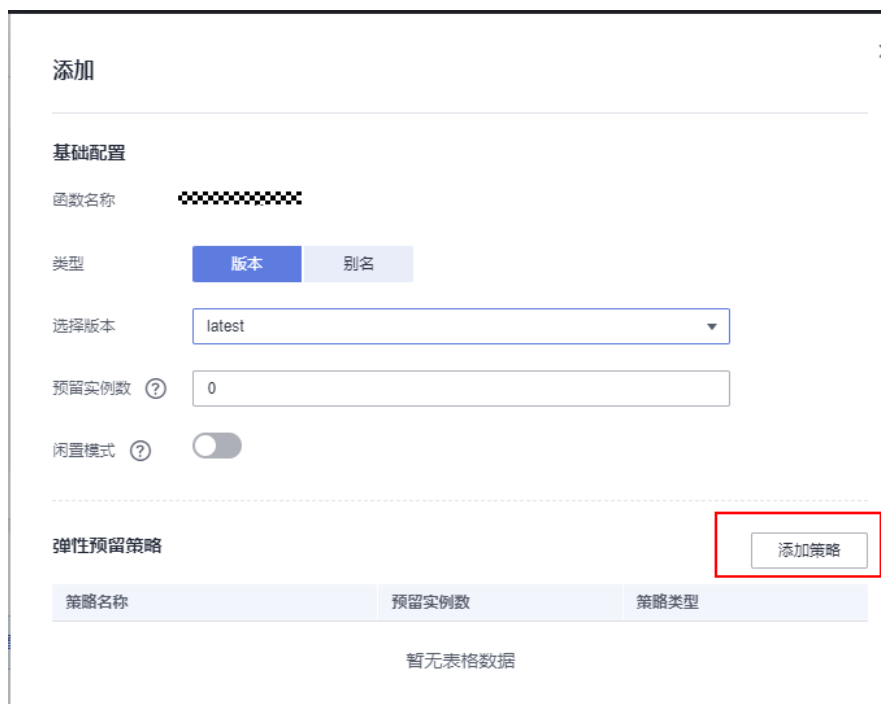 添加
基础配置
函数名称
类型 版本 别名
选择版本 latest
预留实例数 ? 0
闲置模式 ?
弹性预留策略 添加策略
策略名称 预留实例数 策略类型
暂无表格数据